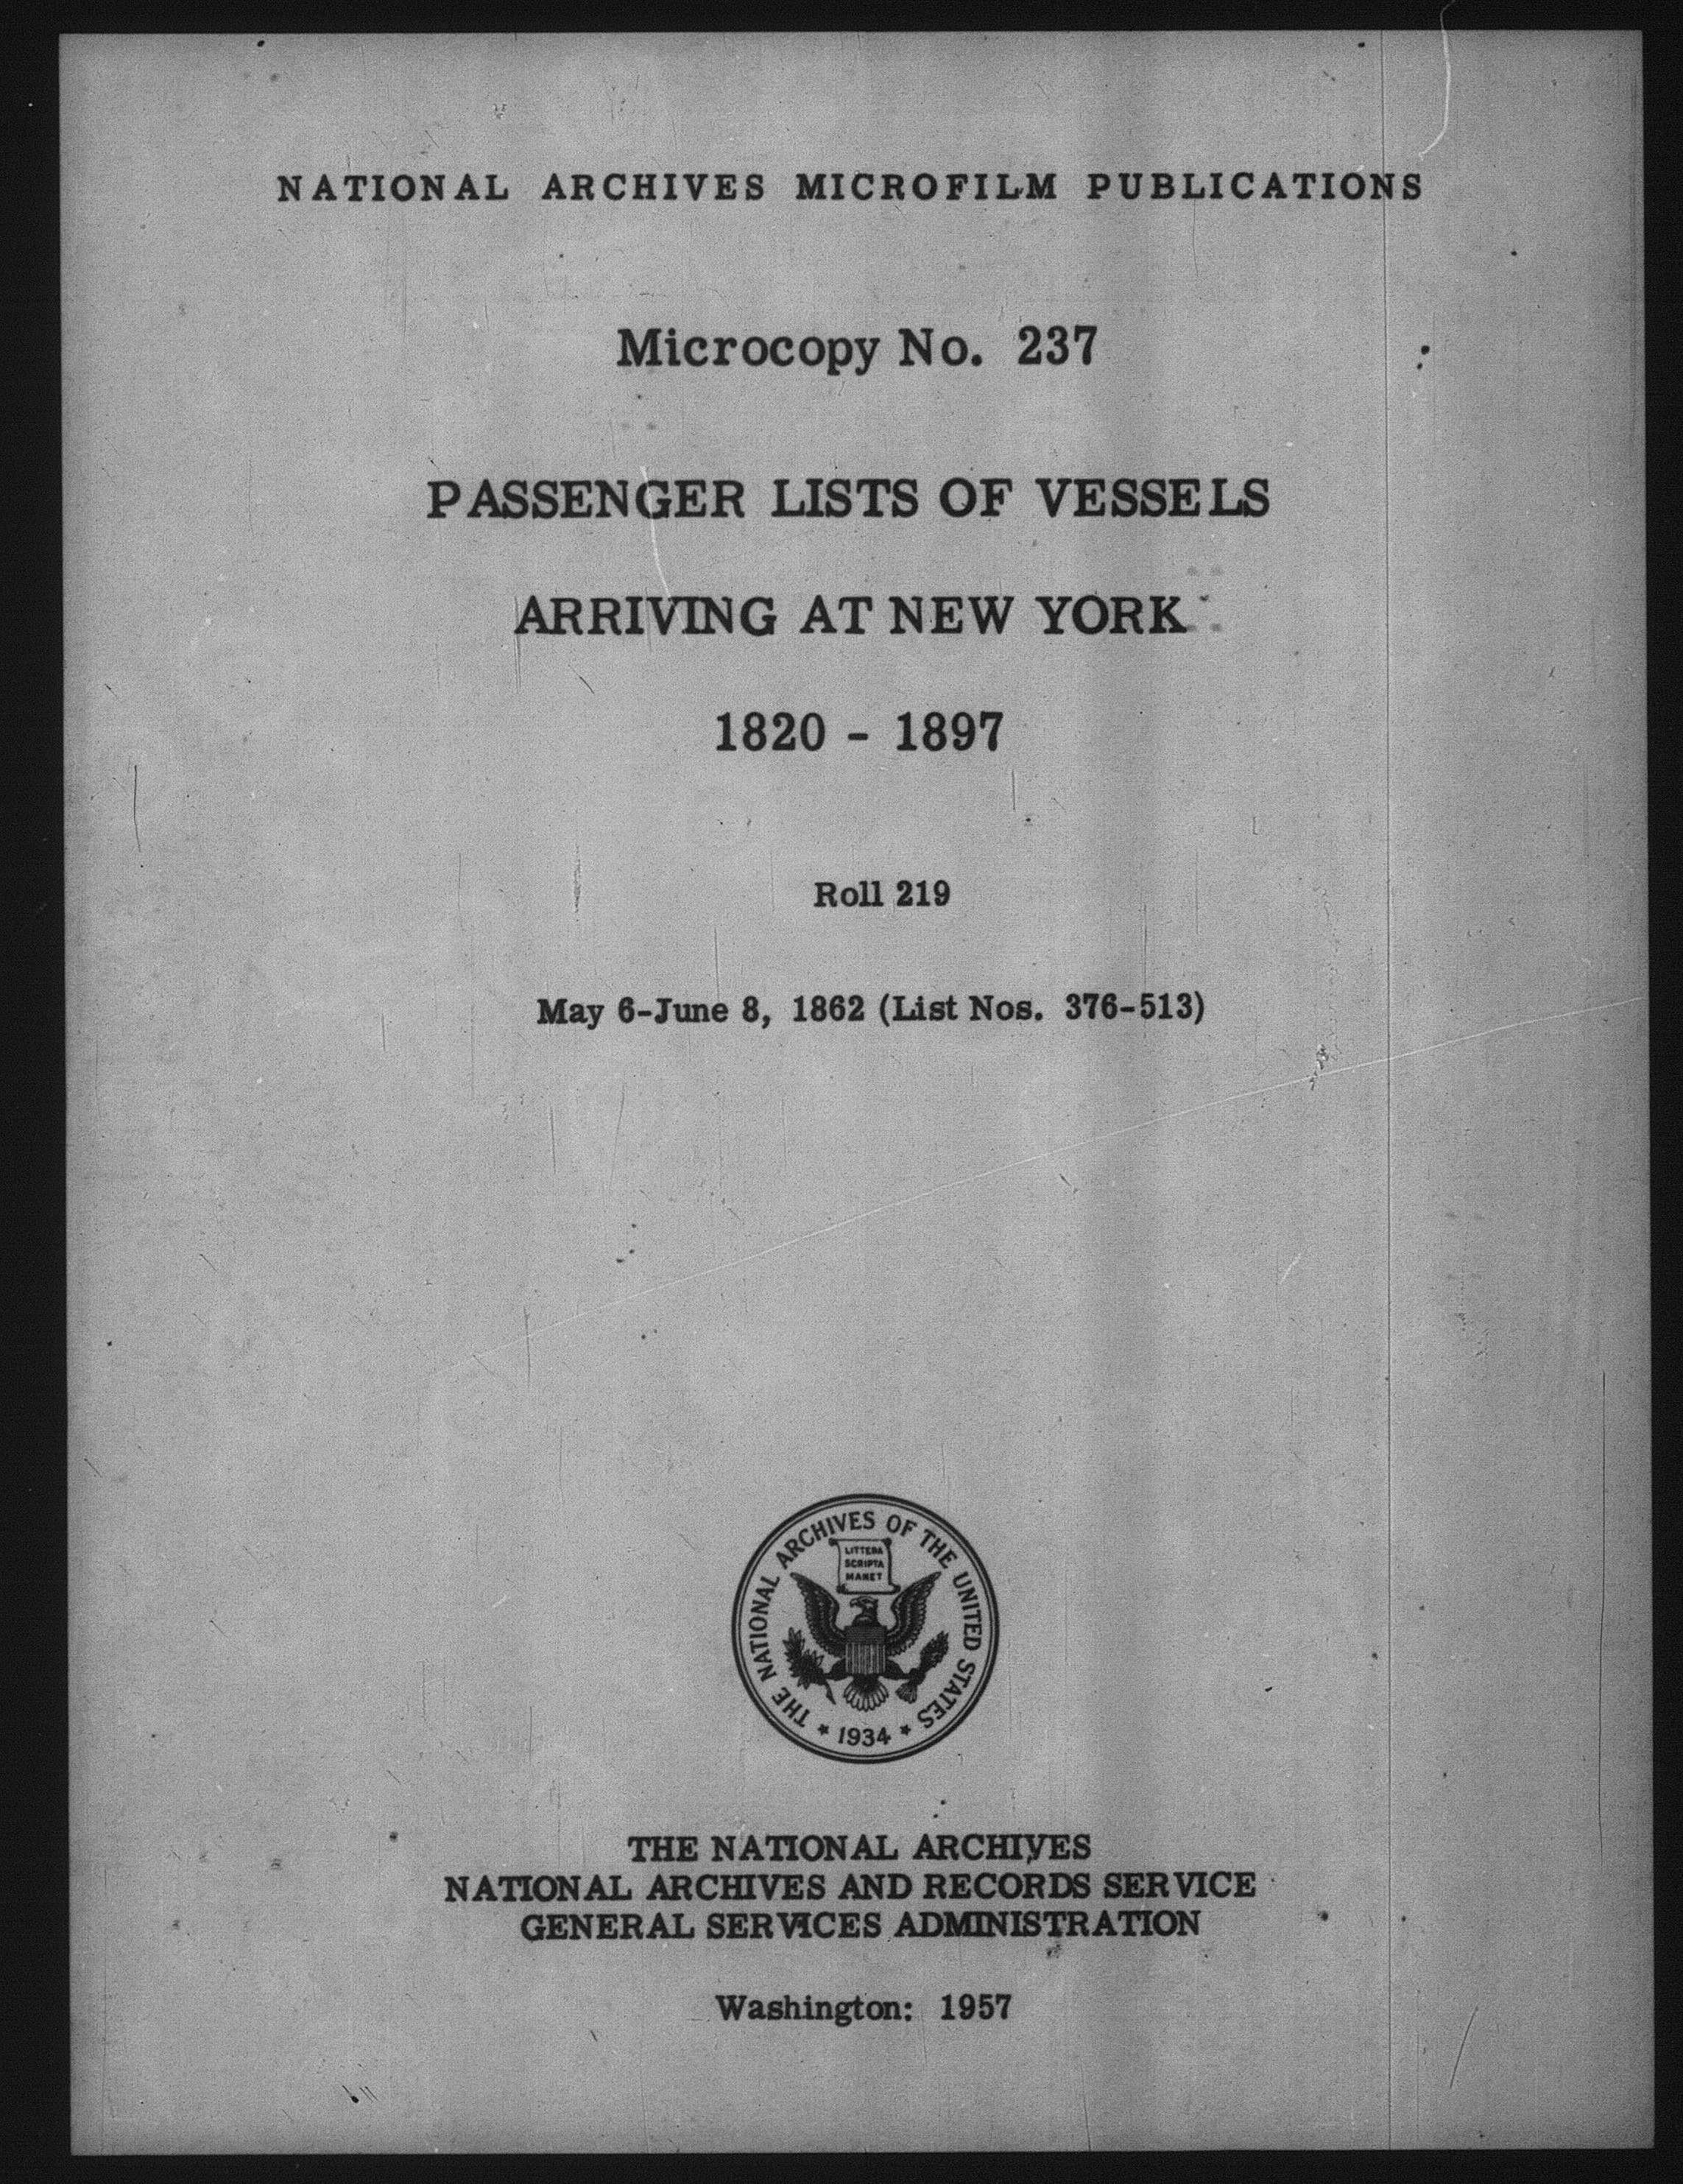 NATIONAL ARCHIVES MICROFILM PUBLICATIONS
Microcopy No. 237
PASSENGER LISTS OF VESSELS
ARRIVING AT NEW YORK
1820 - 1897
Roll 219
May 6-June 8, 1862 (List Nos. 376-513)
THE NATIONAL ARCHIVES OF THE UNITED STATES
LITTERA
SCRIPTA
MANET
★ 1934 ★
THE NATIONAL ARCHIVES
NATIONAL ARCHIVES AND RECORDS SERVICE
GENERAL SERVICES ADMINISTRATION
Washington: 1957